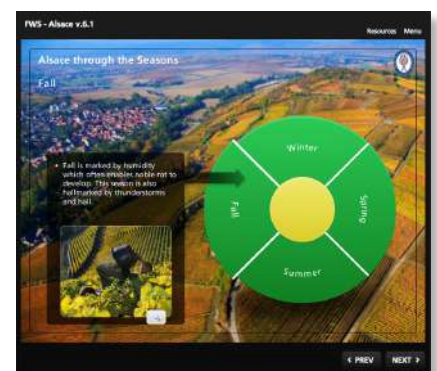 FWS - Alsace v.6.1
Resources Menu
Alsace through the Seasons
Fall
• Fall is marked by humidity
which often enables noble rot to
develop. This season is also
hallmarked by thunderstorms
and hail.
Winter
Fall
Spring
Summer
< PREV NEXT >